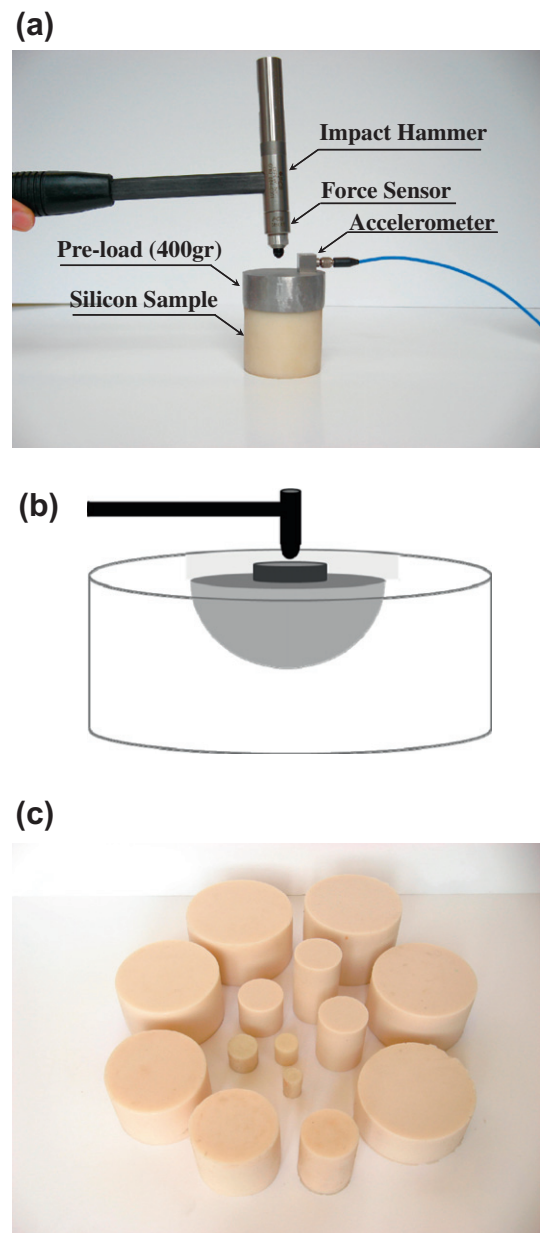 (a)
Impact Hammer
Force Sensor
Accelerometer
Pre-load (400gr)
Silicon Sample
(b)
(c)